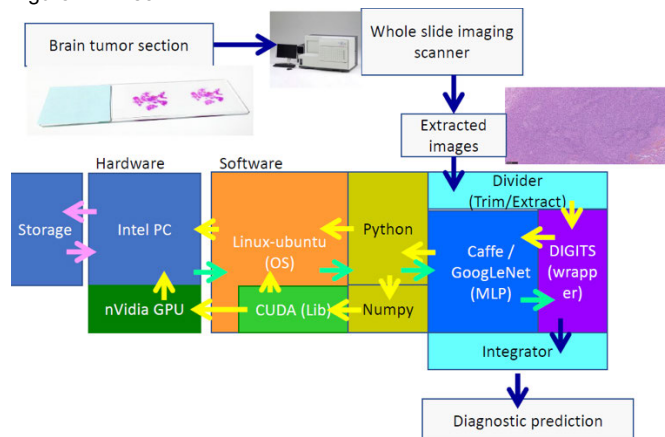 Brain tumor section
Whole slide imaging
scanner
Extracted
images
Hardware
Software
Storage
Intel PC
nVidia GPU
Linux-ubuntu
(OS)
CUDA (Lib)
Python
Numpy
Divider
(Trim/Extract)
Caffe /
GoogLeNet
(MLP)
DIGITS
(wrapp
er)
Integrator
Diagnostic prediction